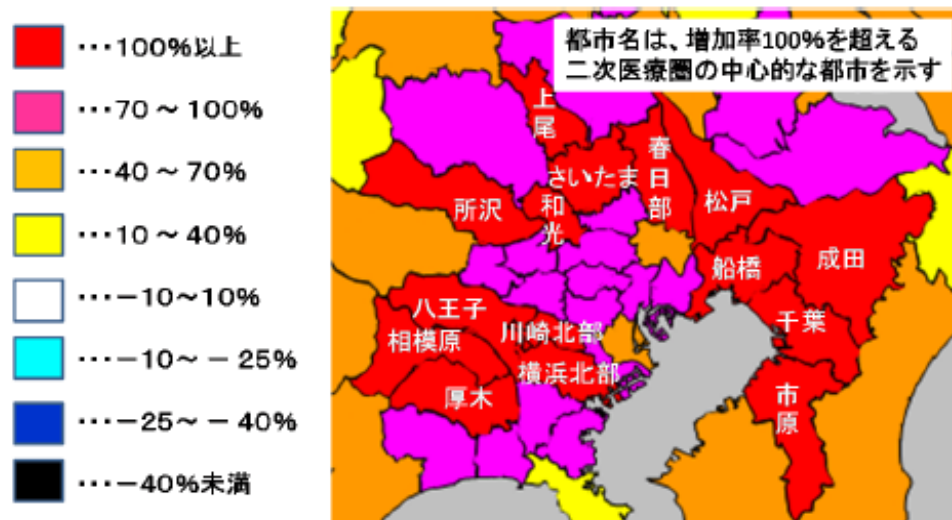 …100%以上
…70～100%
…40～70%
…10～40%
…－10～10%
…－10～－25%
…－25～－40%
…－40%未満
都市名は、増加率100%を超える
二次医療圏の中心的な都市を示す
上尾
さいたま
春日部
松戸
所沢
和光
船橋
成田
八王子
相模原
川崎北部
千葉
横浜北部
厚木
市原